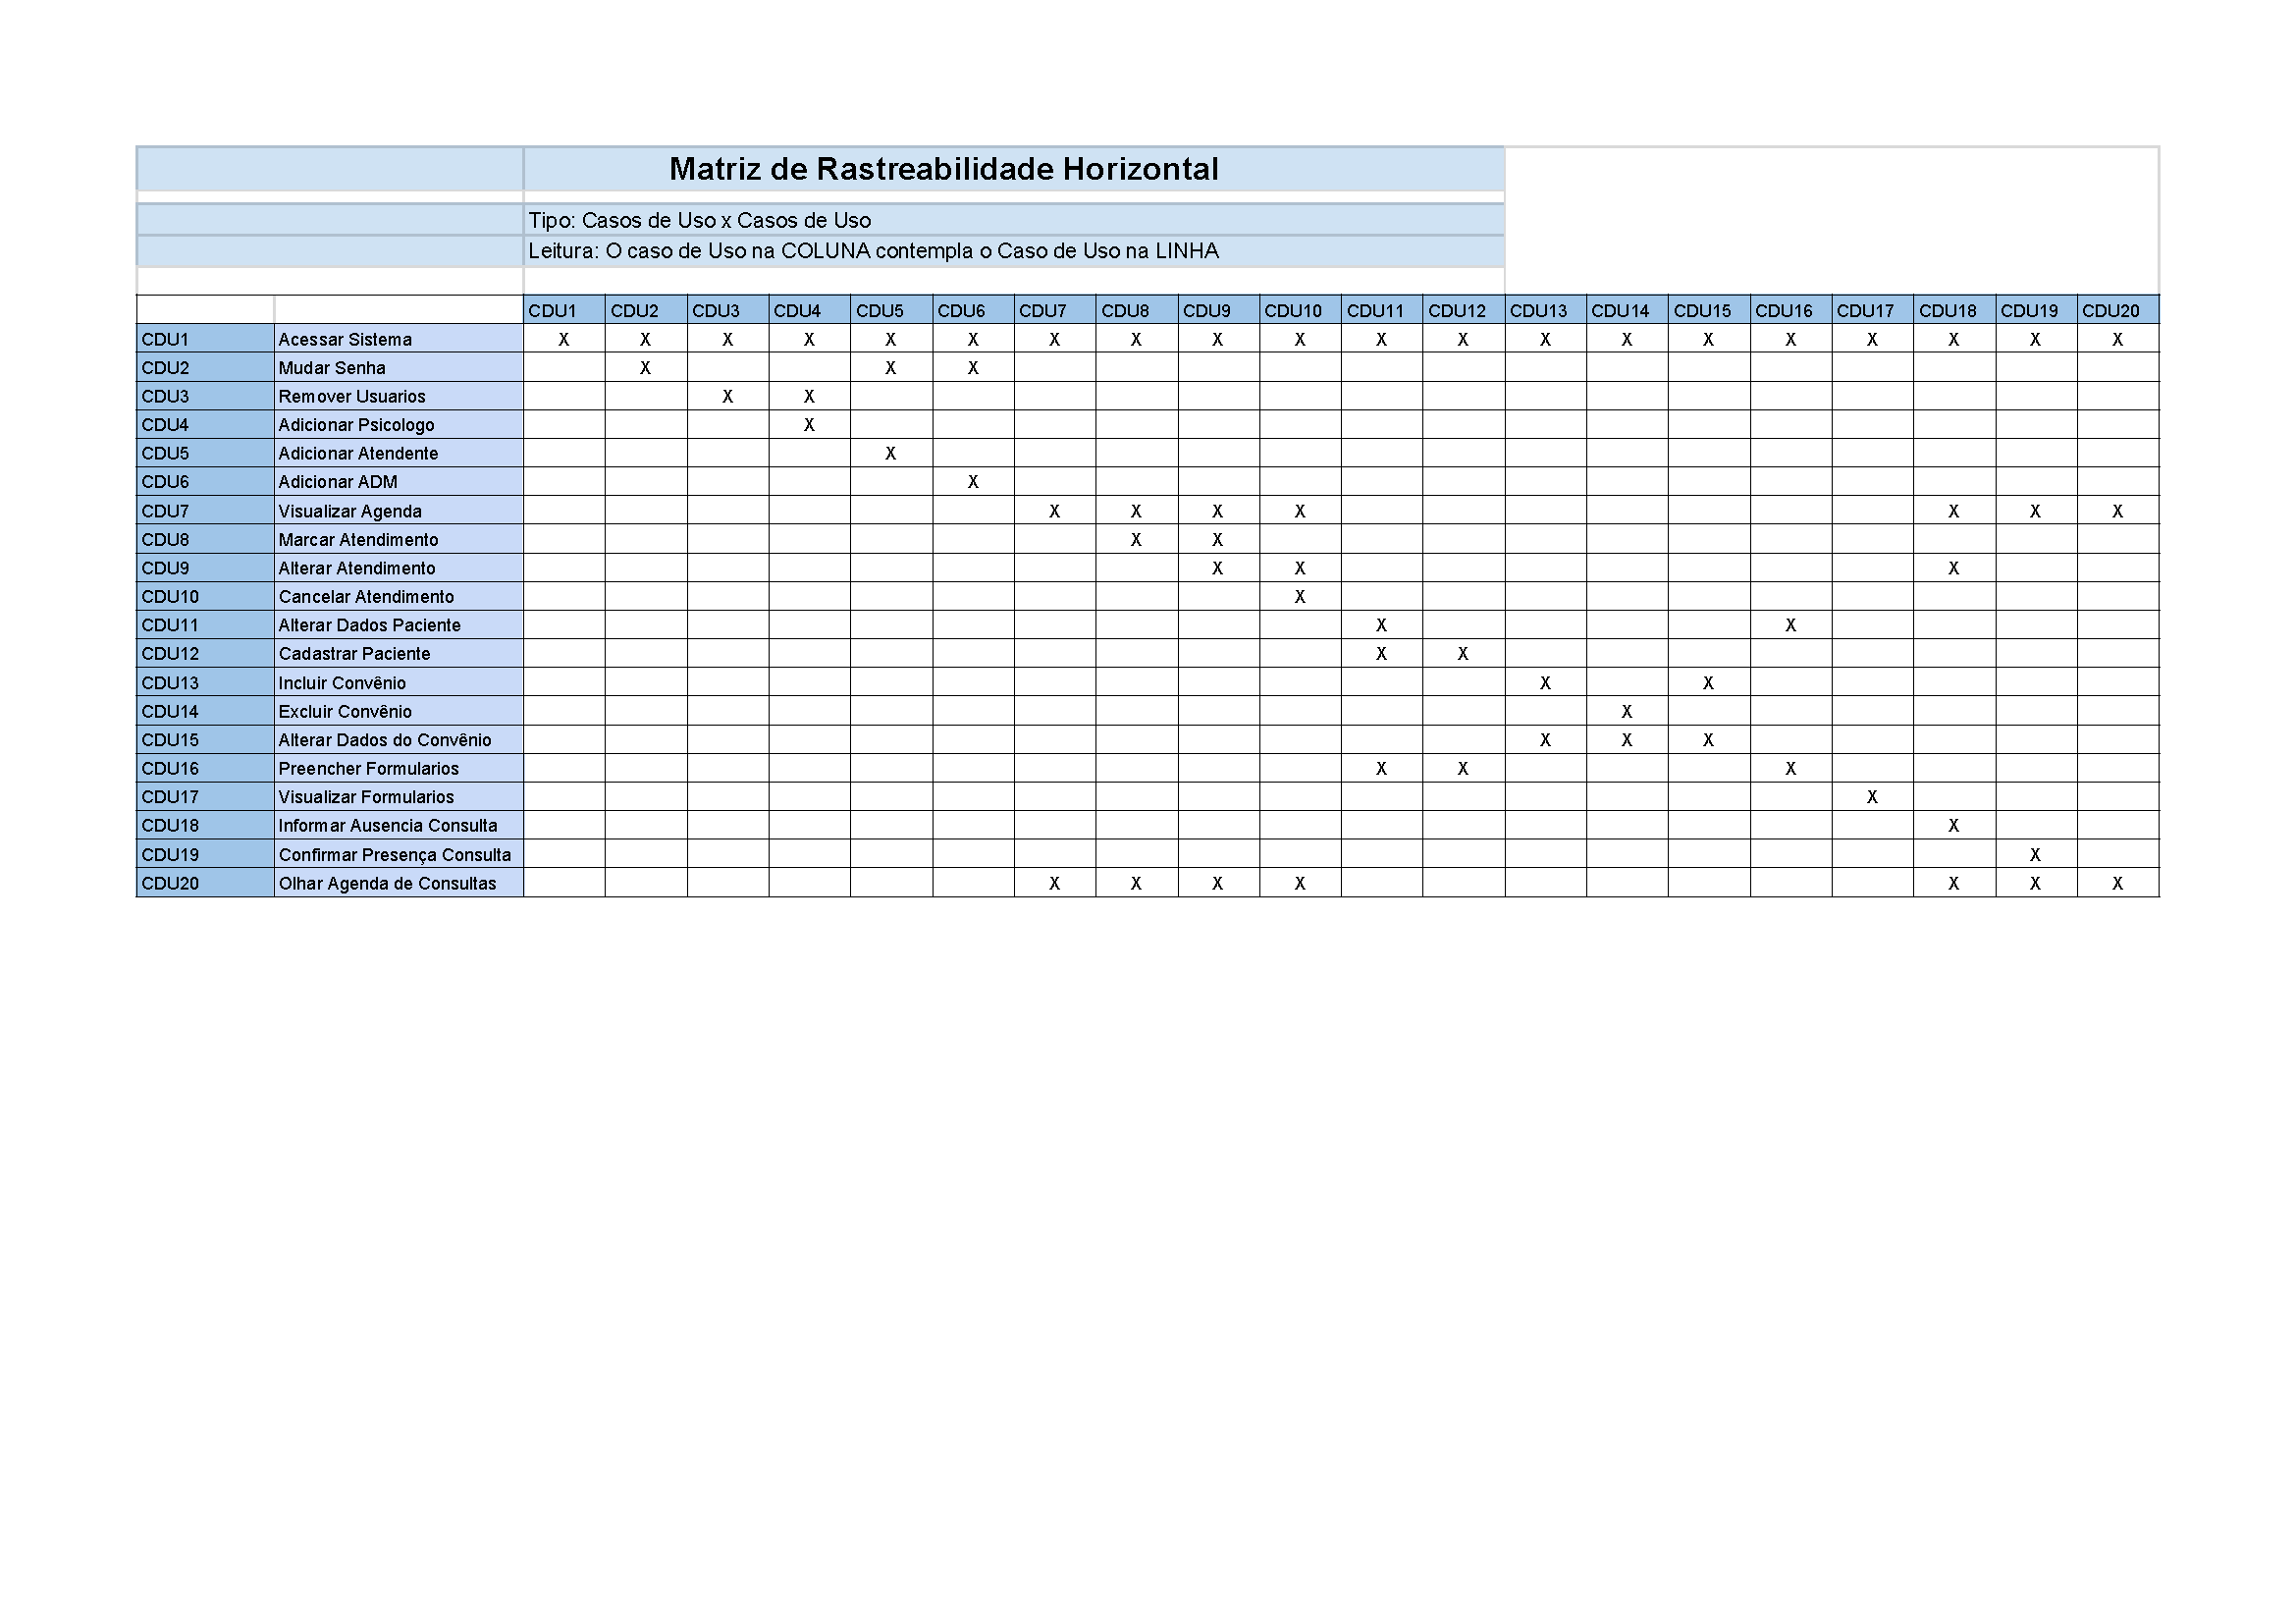 Matriz de Rastreabilidade Horizontal
Tipo: Casos de Uso x Casos de Uso
Leitura: O caso de Uso na COLUNA contempla o Caso de Uso na LINHA
CDU1 CDU2 CDU3 CDU4 CDU5 CDU6 CDU7 CDU8 CDU9 CDU10 CDU11 CDU12 CDU13 CDU14 CDU15 CDU16 CDU17 CDU18 CDU19 CDU20
CDU1 Acessar Sistema X X X X X X X X X X X X X X X X X X X X
CDU2 Mudar Senha X X X
CDU3 Remover Usuarios X X
CDU4 Adicionar Psicologo X
CDU5 Adicionar Atendente X
CDU6 Adicionar ADM X
CDU7 Visualizar Agenda X X X X X X X
CDU8 Marcar Atendimento X X
CDU9 Alterar Atendimento X X X
CDU10 Cancelar Atendimento X
CDU11 Alterar Dados Paciente X X
CDU12 Cadastrar Paciente X X
CDU13 Incluir Convênio X X
CDU14 Excluir Convênio X
CDU15 Alterar Dados do Convênio X X X
CDU16 Preencher Formularios X X X
CDU17 Visualizar Formularios X
CDU18 Informar Ausencia Consulta X
CDU19 Confirmar Presença Consulta X
CDU20 Olhar Agenda de Consultas X X X X X X X